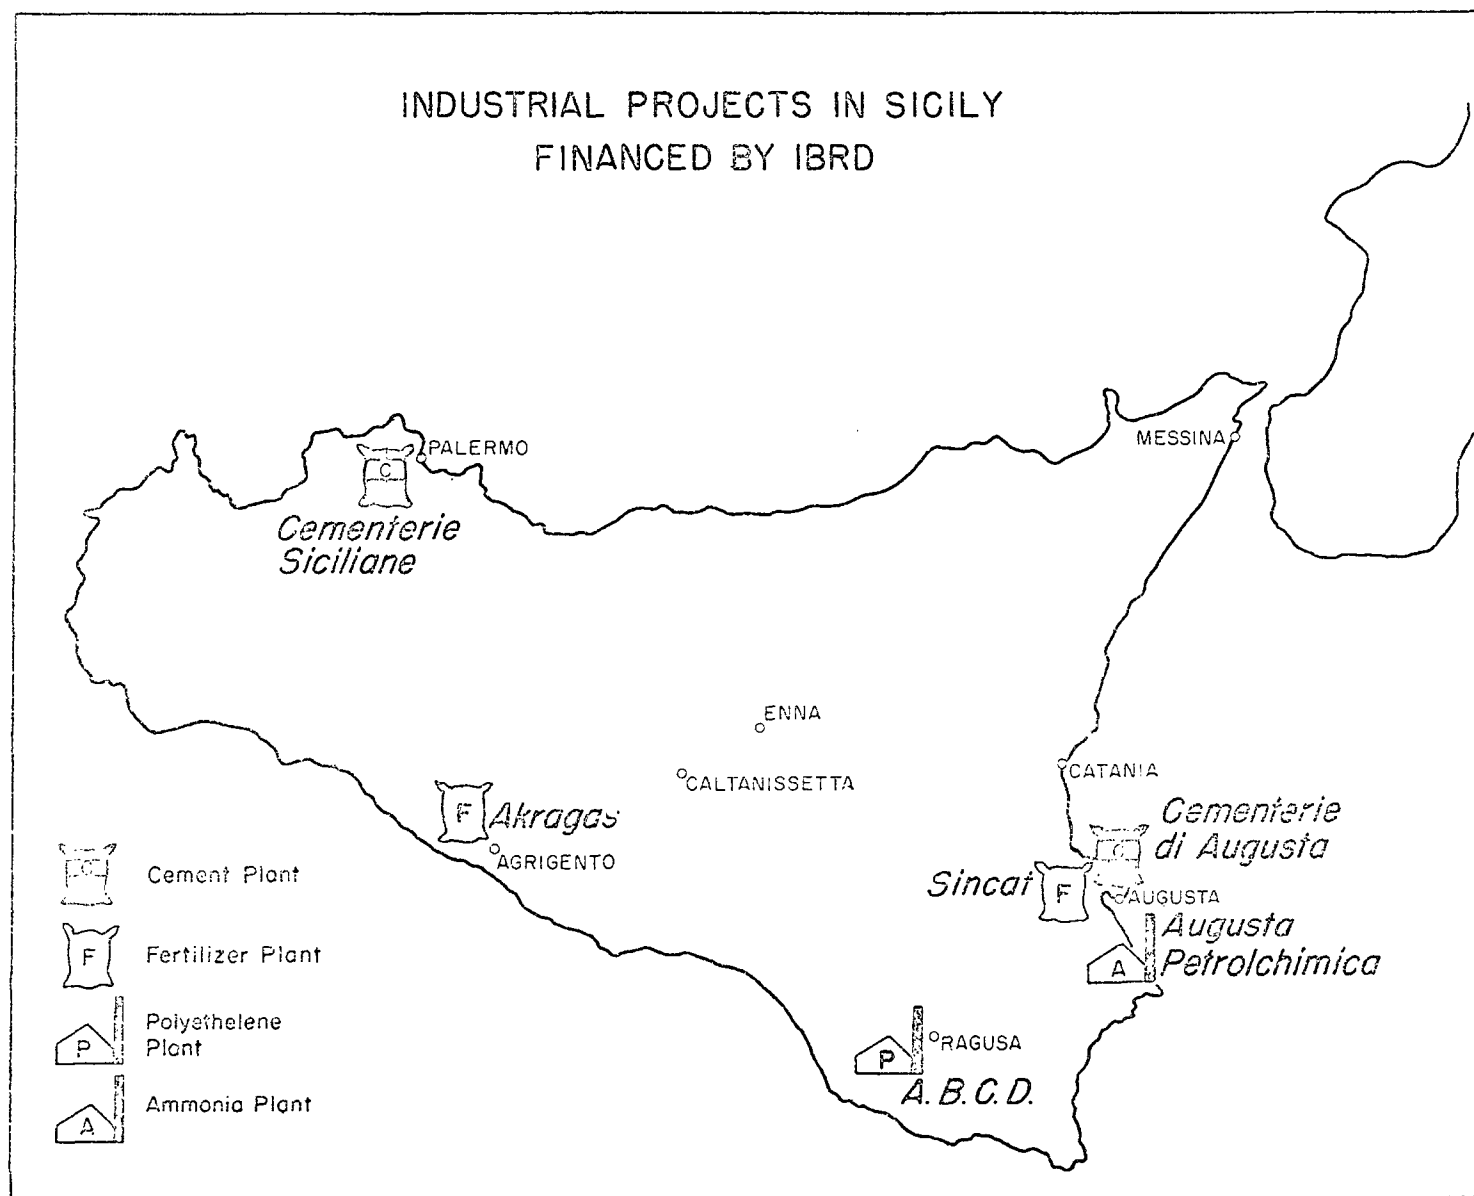 INDUSTRIAL PROJECTS IN SICILY
FINANCED BY IBRD
PALERMO
C
Cementerie
Siciliane
MESSINA
ENNA
CALTANISSETTA
CATANIA
F
Akragas
AGRIGENTO
Cementerie
di Augusta
C
Sincat
F
AUGUSTA
Augusta
Petrolchimica
A
RAGUSA
P
A.B.C.D.
C
Cement Plant
F
Fertilizer Plant
P
Polyethelene
Plant
A
Ammonia Plant